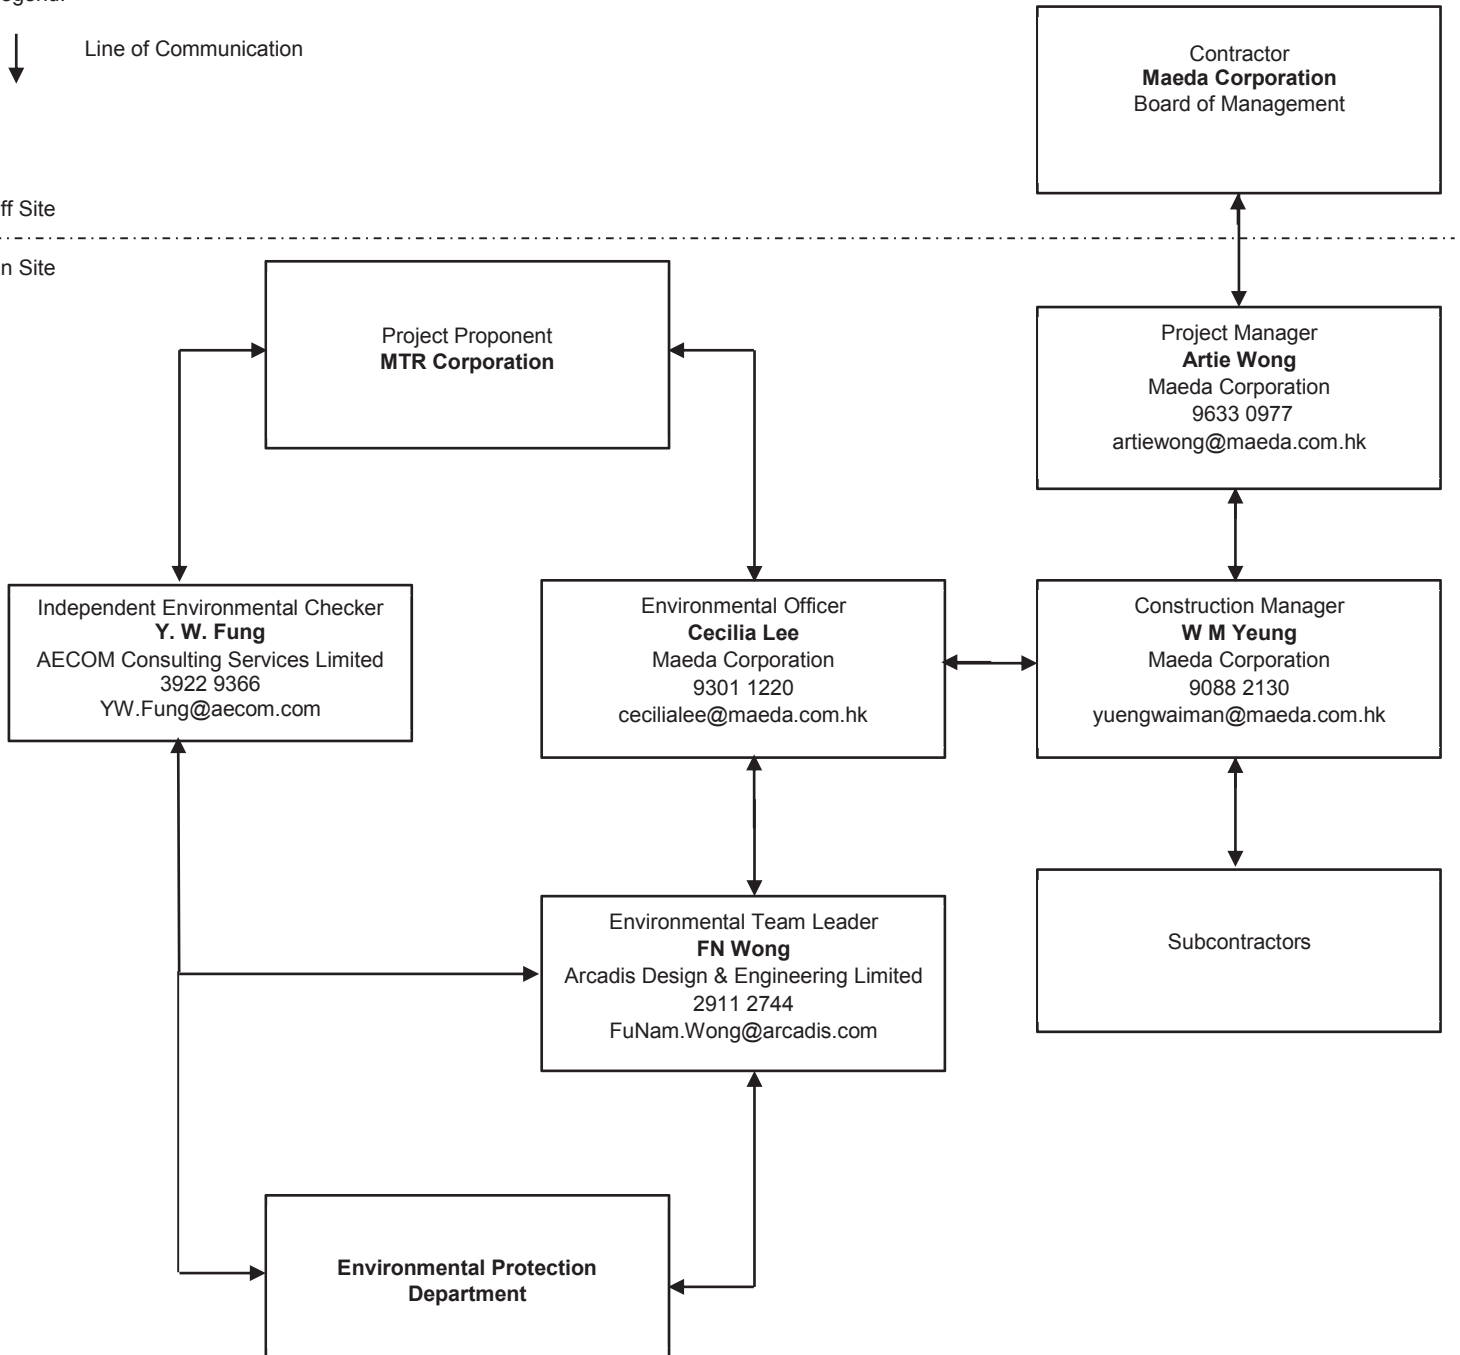 egend:
Line of Communication
Contractor
Maeda Corporation
Board of Management
ff Site
n Site
Project Proponent
MTR Corporation
Project Manager
Artie Wong
Maeda Corporation
9633 0977
artiewong@maeda.com.hk
Independent Environmental Checker
Y. W. Fung
AECOM Consulting Services Limited
3922 9366
YW.Fung@aecom.com
Environmental Officer
Cecilia Lee
Maeda Corporation
9301 1220
cecilialee@maeda.com.hk
Construction Manager
W M Yeung
Maeda Corporation
9088 2130
yuengwaiman@maeda.com.hk
Environmental Team Leader
FN Wong
Arcadis Design & Engineering Limited
2911 2744
FuNam.Wong@arcadis.com
Subcontractors
Environmental Protection
Department